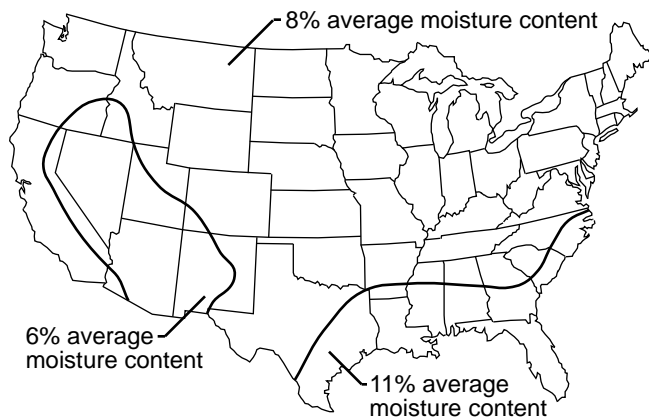 8% average moisture content
6% average
moisture content
11% average
moisture content